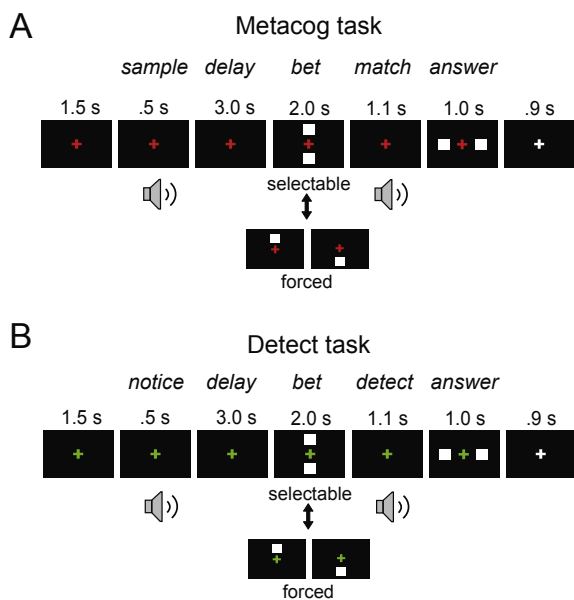 A
Metacog task
sample delay bet match answer
1.5 s .5 s 3.0 s 2.0 s 1.1 s 1.0 s .9 s
selectable
forced
B
Detect task
notice delay bet detect answer
1.5 s .5 s 3.0 s 2.0 s 1.1 s 1.0 s .9 s
selectable
forced